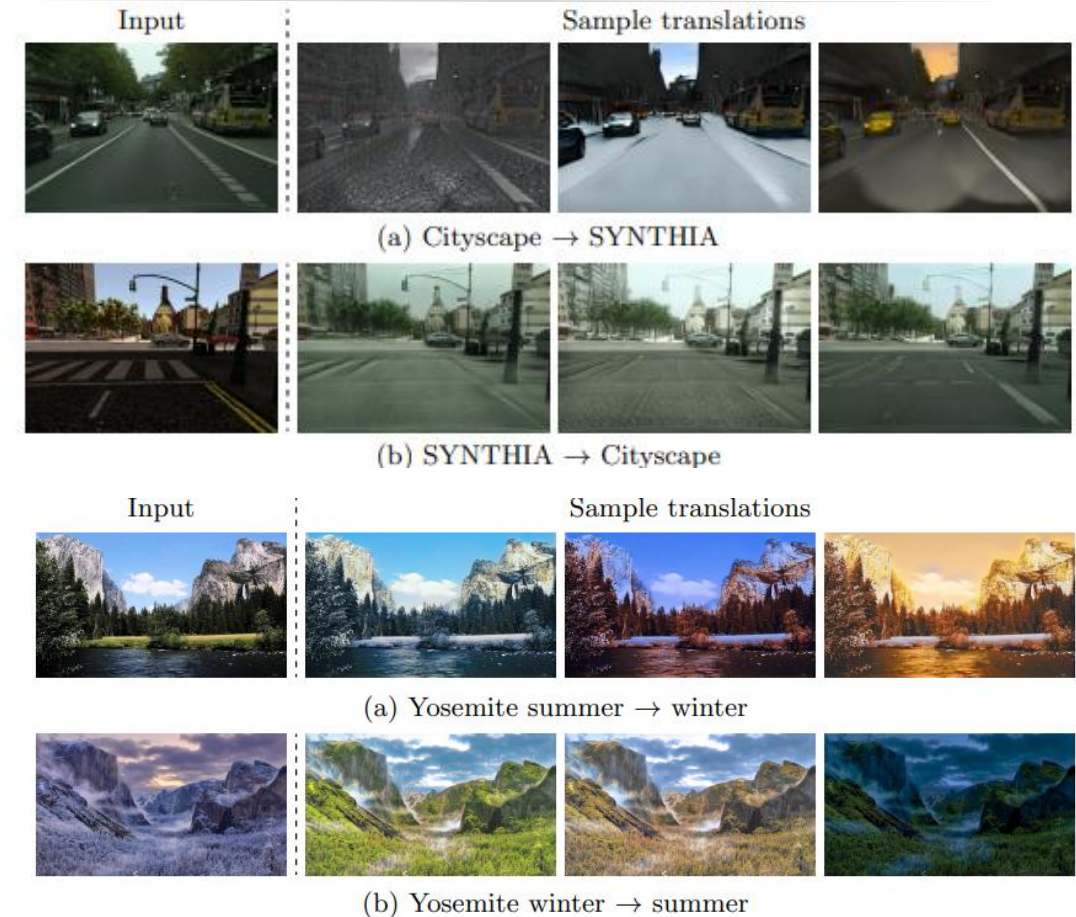 Input Sample translations
(a) Cityscape → SYNTHIA
(b) SYNTHIA → Cityscape
Input Sample translations
(a) Yosemite summer → winter
(b) Yosemite winter → summer